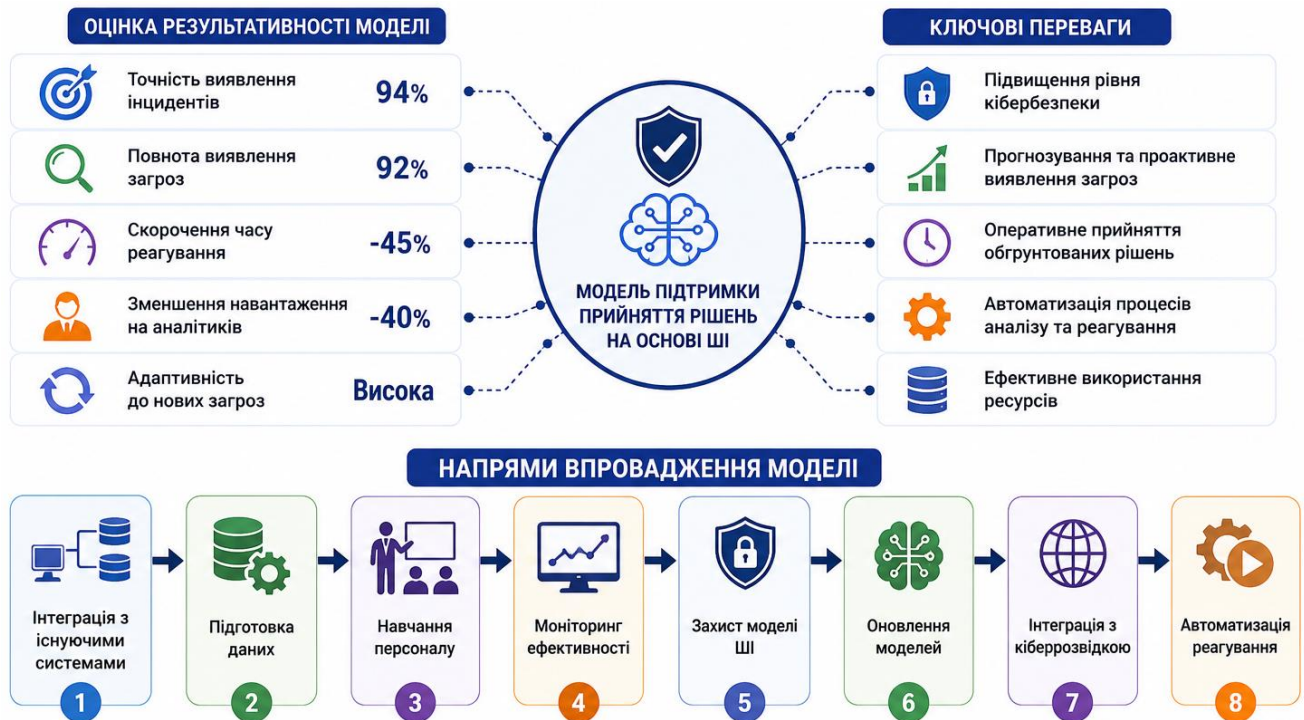 ОЦІНКА РЕЗУЛЬТАТИВНОСТІ МОДЕЛІ
Точність виявлення
інцидентів
94%
Повнота виявлення
загроз
92%
Скорочення часу
реагування
-45%
Зменшення навантаження
на аналітиків
-40%
Адаптивність
до нових загроз
Висока
МОДЕЛЬ ПІДТРИМКИ
ПРИЙНЯТТЯ РІШЕНЬ
НА ОСНОВІ ШІ
КЛЮЧОВІ ПЕРЕВАГИ
Підвищення рівня
кібербезпеки
Прогнозування та проактивне
виявлення загроз
Оперативне прийняття
обгрунтованих рішень
Автоматизація процесів
аналізу та реагування
Ефективне використання
ресурсів
НАПРЯМИ ВПРОВАДЖЕННЯ МОДЕЛІ
Інтеграція з
існуючими
системами
1
Підготовка
даних
2
Навчання
персоналу
3
Моніторинг
ефективності
4
Захист моделі
ШІ
5
Оновлення
моделей
6
Інтеграція з
кіберрозвідкою
7
Автоматизація
реагування
8